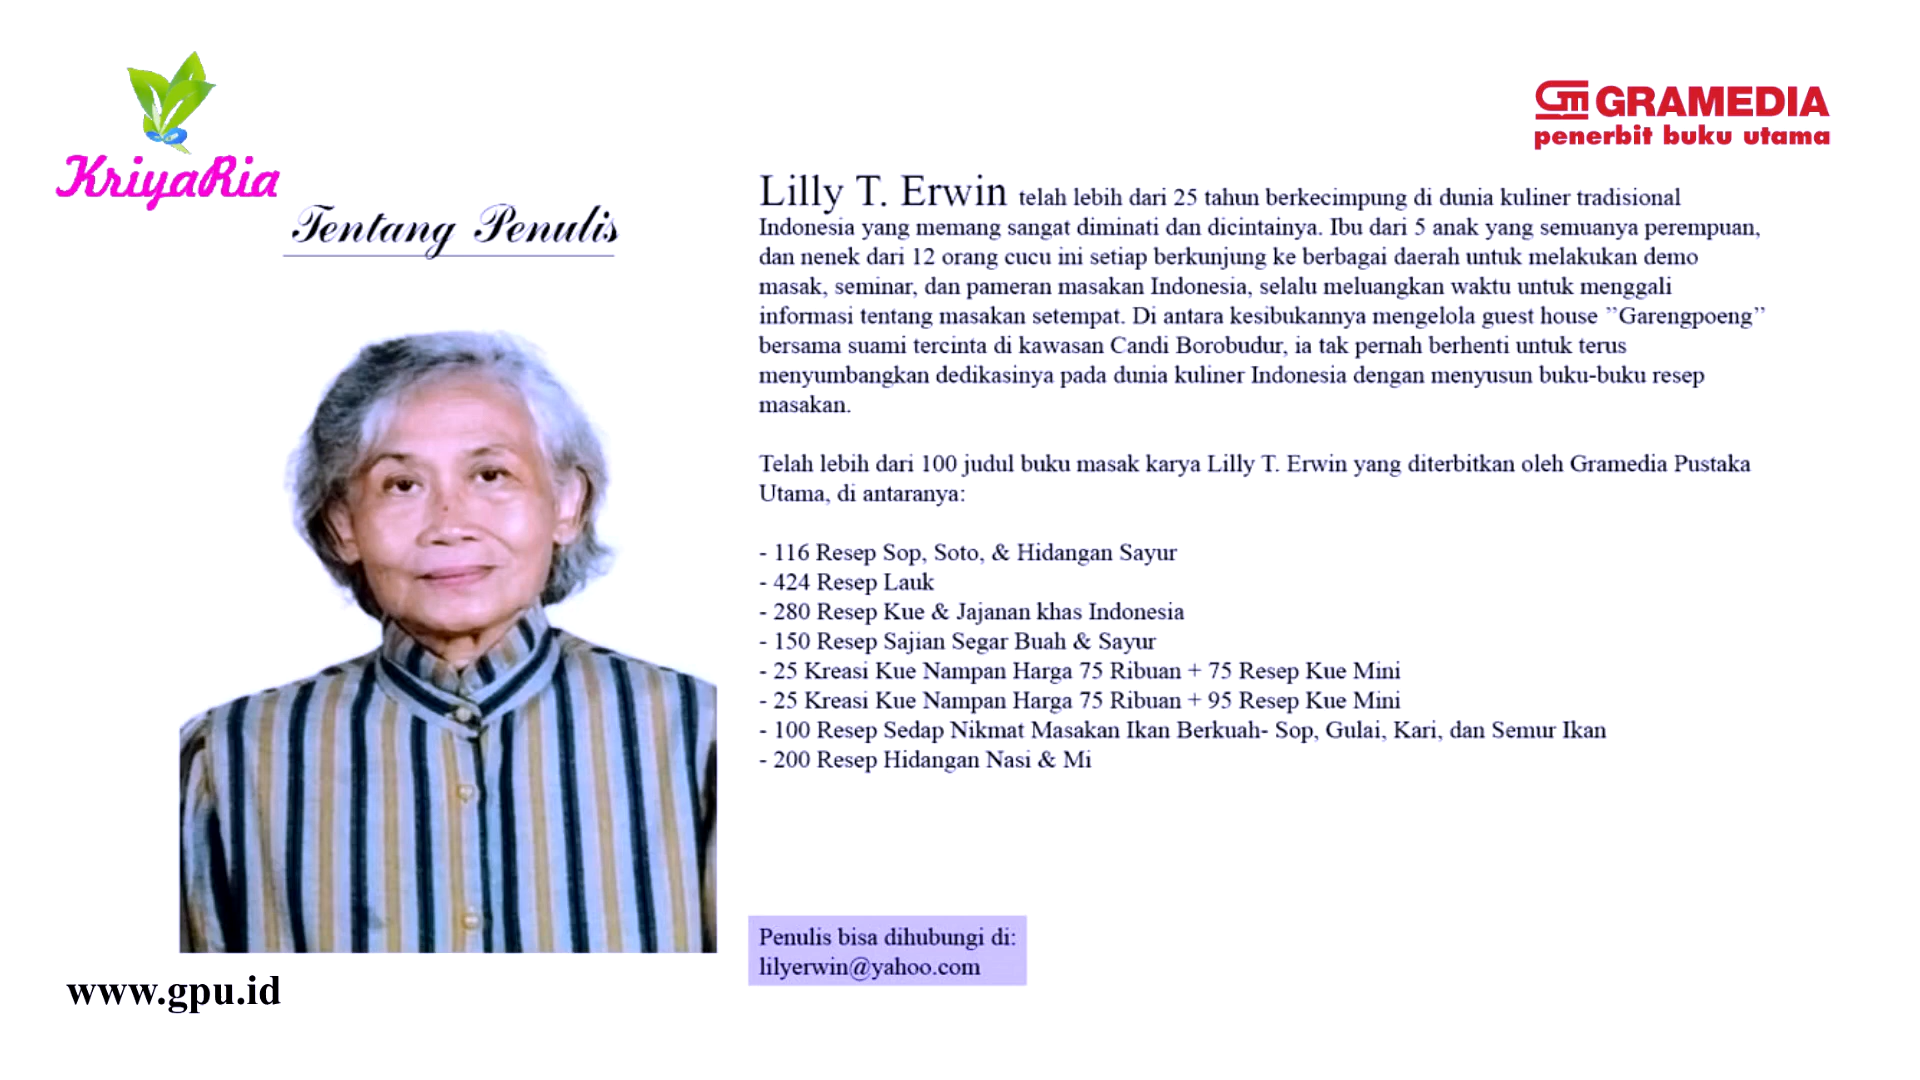 KriyaRia
GRAMEDIA
penerbit buku utama
Tentang Penulis
Lilly T. Erwin telah lebih dari 25 tahun berkecimpung di dunia kuliner tradisional
Indonesia yang memang sangat diminati dan dicintainya. Ibu dari 5 anak yang semuanya perempuan,
dan nenek dari 12 orang cucu ini setiap berkunjung ke berbagai daerah untuk melakukan demo
masak, seminar, dan pameran masakan Indonesia, selalu meluangkan waktu untuk menggali
informasi tentang masakan setempat. Di antara kesibukannya mengelola guest house ”Garengpoeng”
bersama suami tercinta di kawasan Candi Borobudur, ia tak pernah berhenti untuk terus
menyumbangkan dedikasinya pada dunia kuliner Indonesia dengan menyusun buku-buku resep
masakan.
Telah lebih dari 100 judul buku masak karya Lilly T. Erwin yang diterbitkan oleh Gramedia Pustaka
Utama, di antaranya:
- 116 Resep Sop, Soto, & Hidangan Sayur
- 424 Resep Lauk
- 280 Resep Kue & Jajanan khas Indonesia
- 150 Resep Sajian Segar Buah & Sayur
- 25 Kreasi Kue Nampan Harga 75 Ribuan + 75 Resep Kue Mini
- 25 Kreasi Kue Nampan Harga 75 Ribuan + 95 Resep Kue Mini
- 100 Resep Sedap Nikmat Masakan Ikan Berkuah- Sop, Gulai, Kari, dan Semur Ikan
- 200 Resep Hidangan Nasi & Mi
Penulis bisa dihubungi di:
lilyerwin@yahoo.com
www.gpu.id